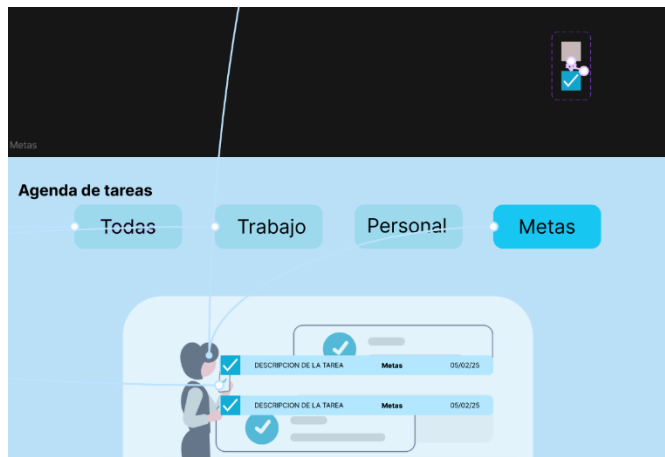 Metas
Agenda de tareas
Todas Trabajo Personal Metas
DESCRIPCION DE LA TAREA Metas 05/02/25
DESCRIPCION DE LA TAREA Metas 05/02/25